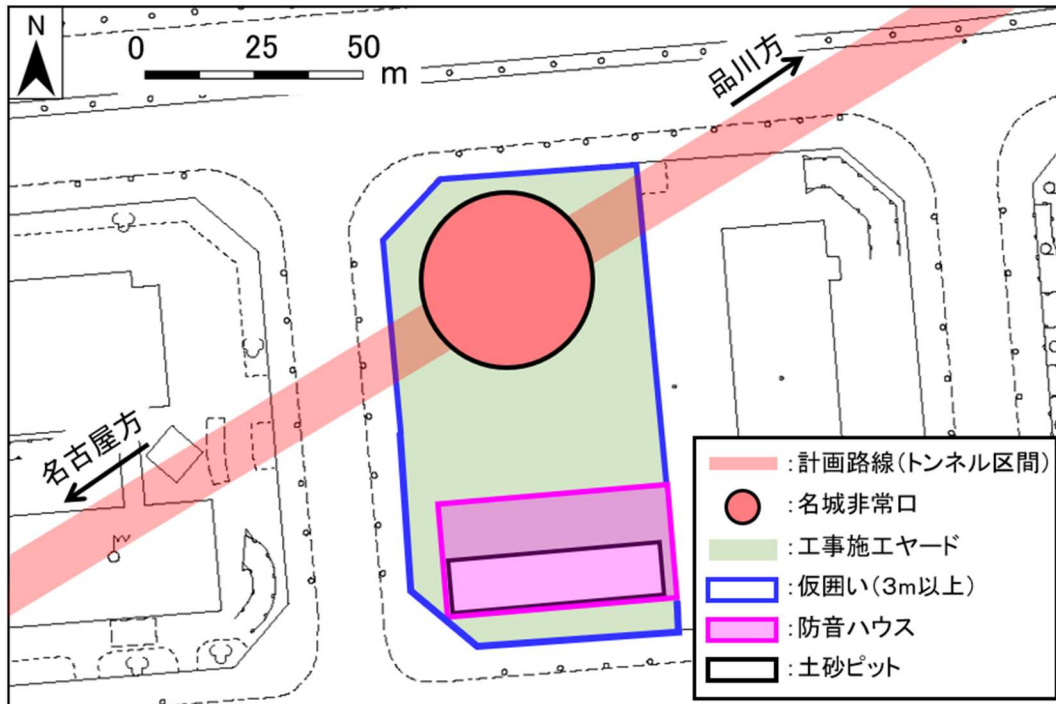 N
0 25 50
m
品川方
名古屋方
：計画路線（トンネル区間）
：名城非常口
：工事施工ヤード
：仮囲い（3m以上）
：防音ハウス
：土砂ピット